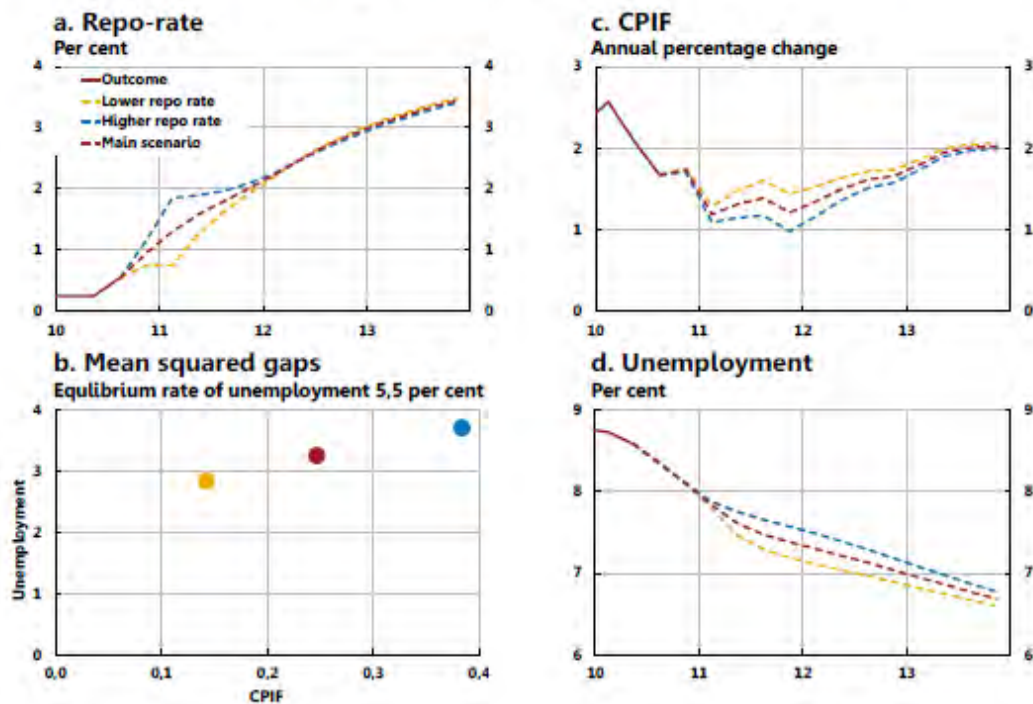 a. Repo-rate
Per cent
4 4
Outcome
Lower repo rate
Higher repo rate
Main scenario
3 3
2 2
1 1
0 0
10 11 12 13
c. CPIF
Annual percentage change
3 3
2 2
1 1
0 0
10 11 12 13
b. Mean squared gaps
Equlibrium rate of unemployment 5,5 per cent
4
3
2
1
0
Unemployment
0,0 0,1 0,2 0,3 0,4
CPIF
d. Unemployment
Per cent
9 9
8 8
7 7
6 6
10 11 12 13